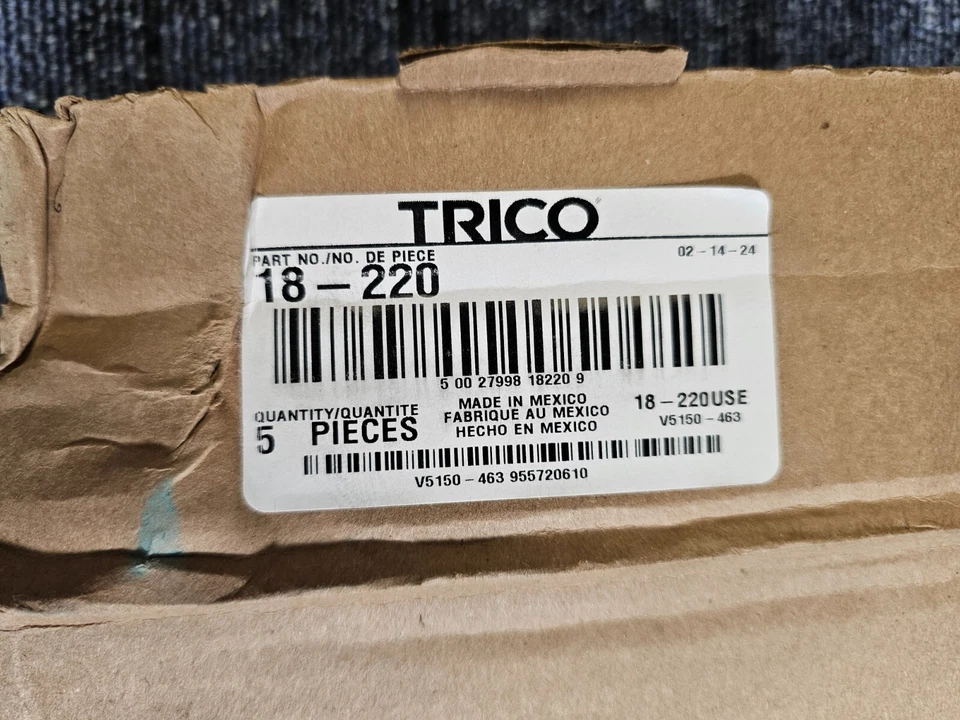 TRICO
PART NO./NO. DE PIECE
02-14-24
18-220
5 00 27998 18220 9
QUANTITY/QUANTITE
5 PIECES
MADE IN MEXICO
FABRIQUE AU MEXICO
HECHO EN MEXICO
18-220USE
V5150-463
V5150-463 955720610